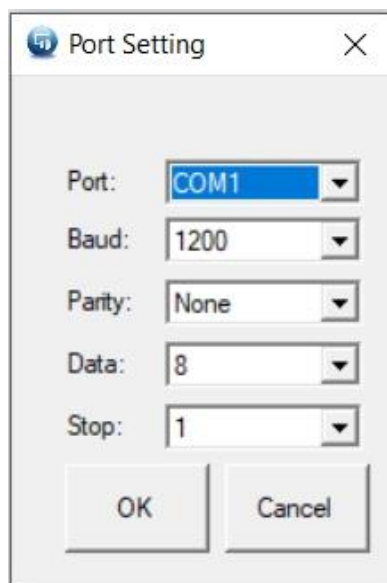 Port Setting
Port: COM1
Baud: 1200
Parity: None
Data: 8
Stop: 1
OK Cancel